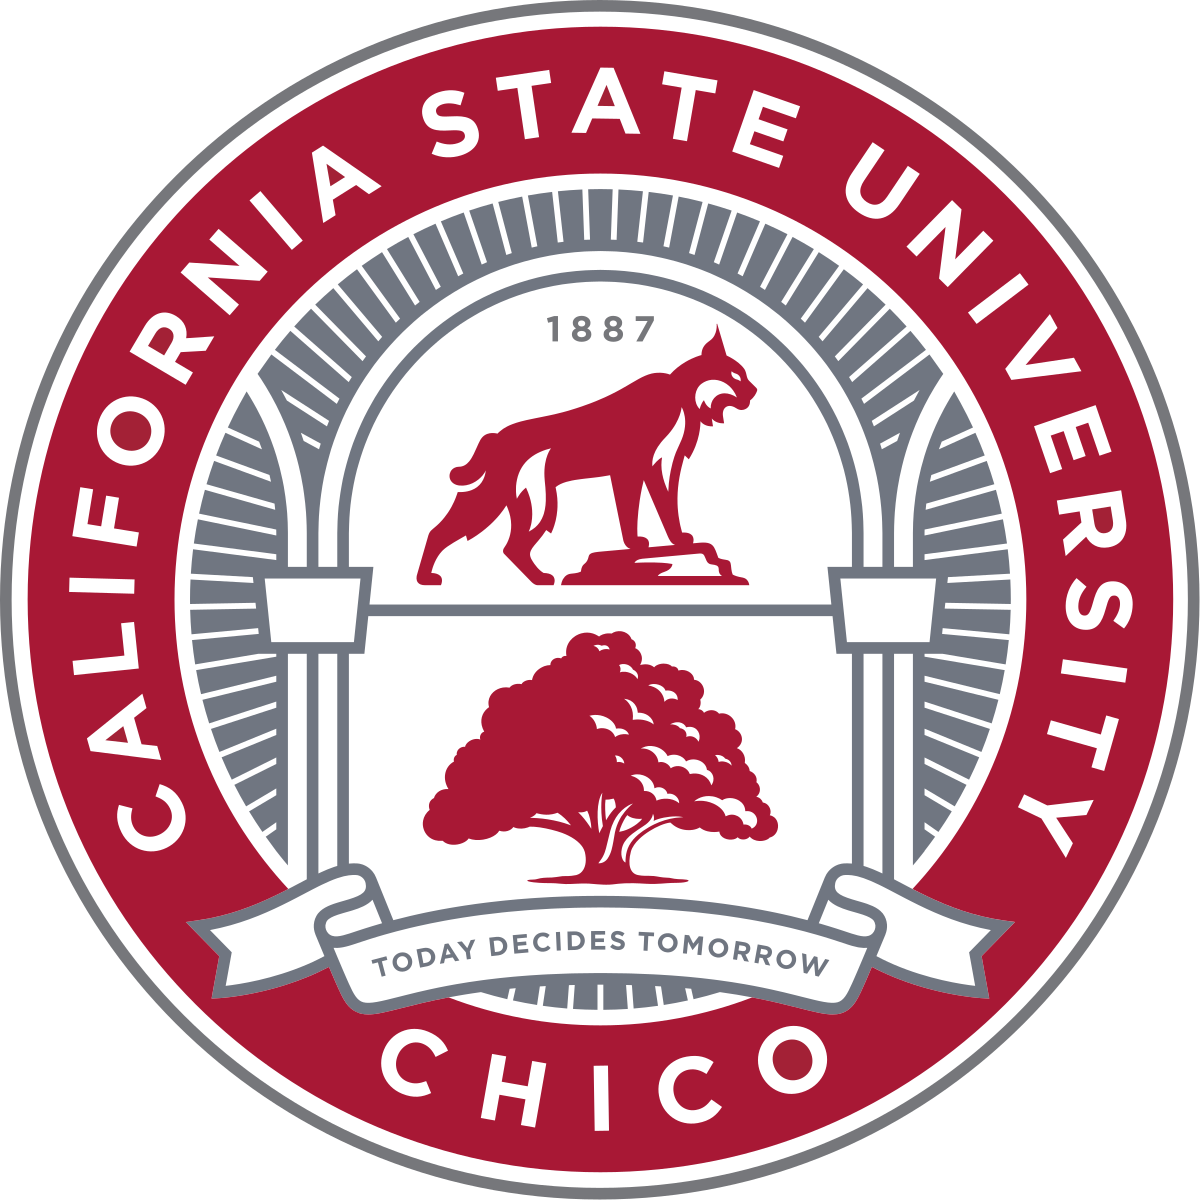 CALIFORNIA STATE UNIVERSITY
1887
TODAY DECIDES TOMORROW
CHICO